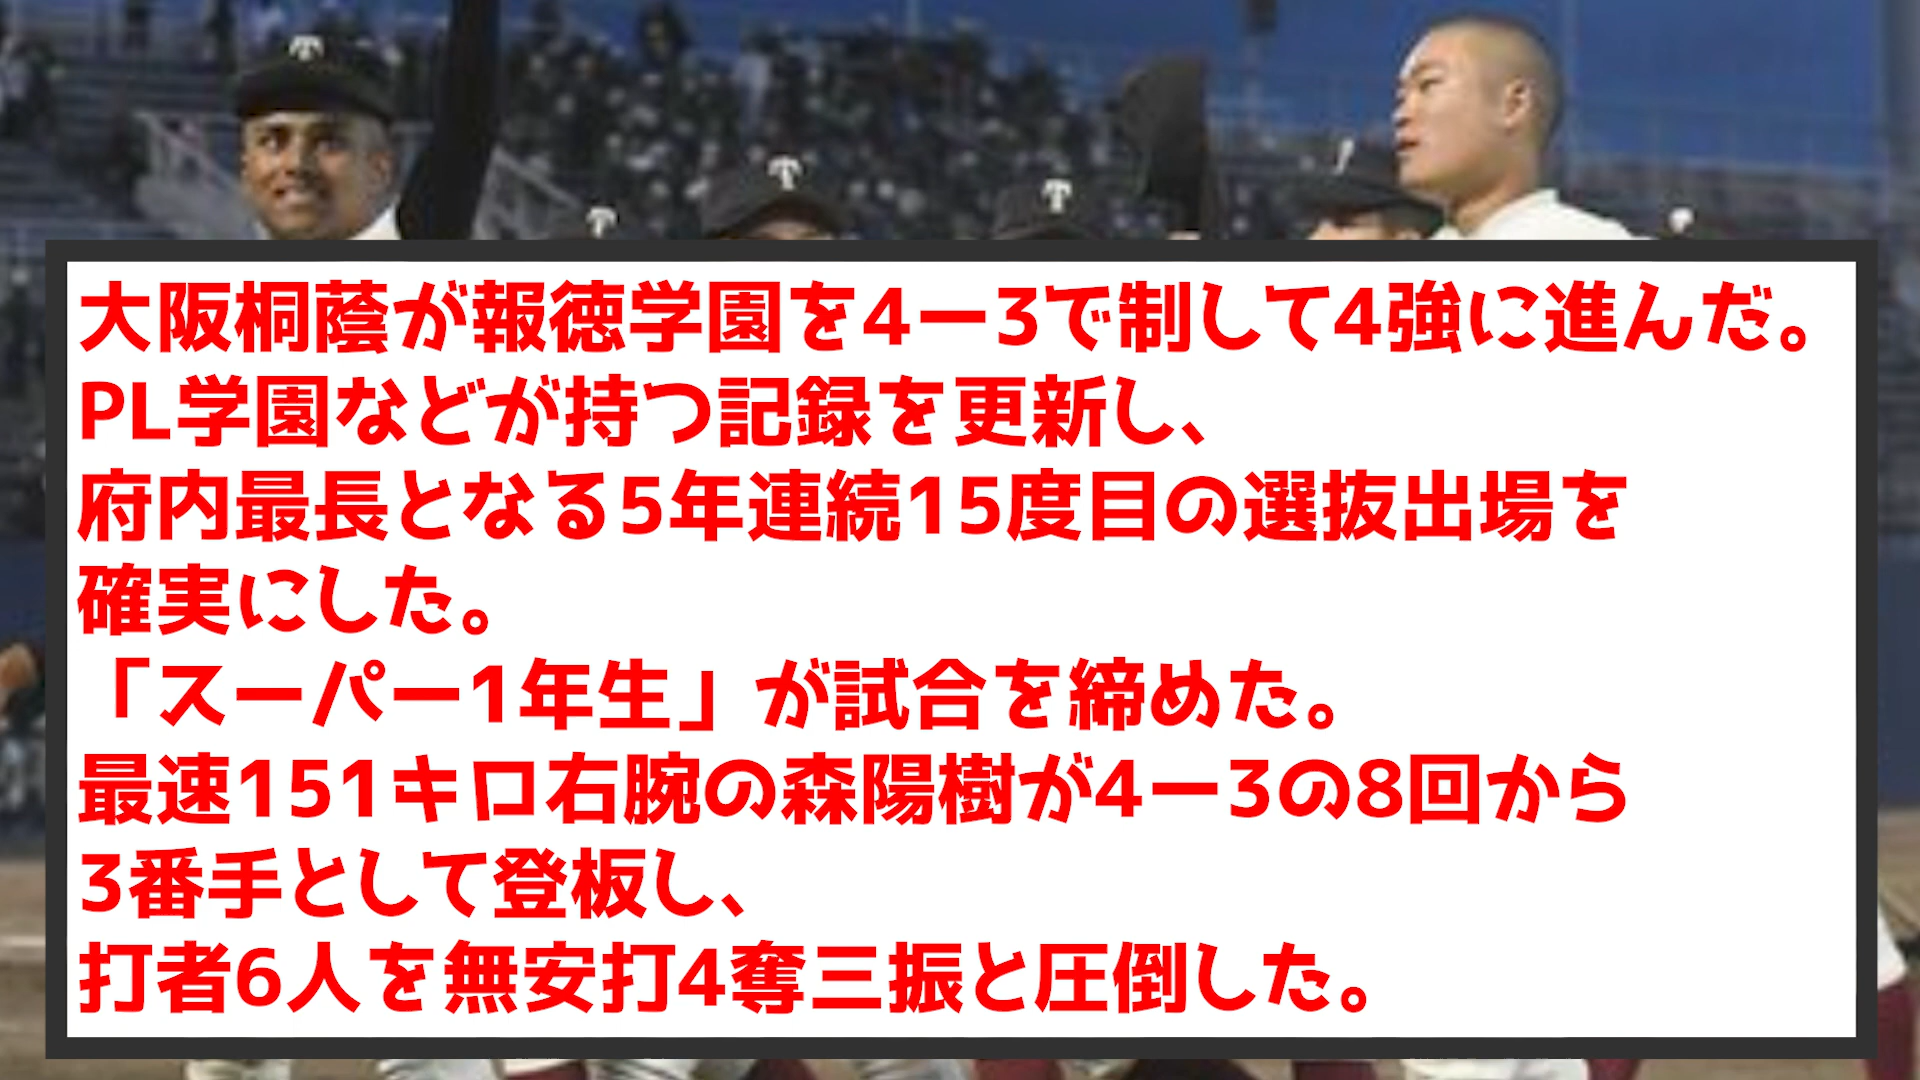 大阪桐蔭が報徳学園を4ー3で制して4強に進んだ。
PL学園などが持つ記録を更新し、
府内最長となる5年連続15度目の選抜出場を
確実にした。
「スーパー1年生」が試合を締めた。
最速151キロ右腕の森陽樹が4ー3の8回から
3番手として登板し、
打者6人を無安打4奪三振と圧倒した。